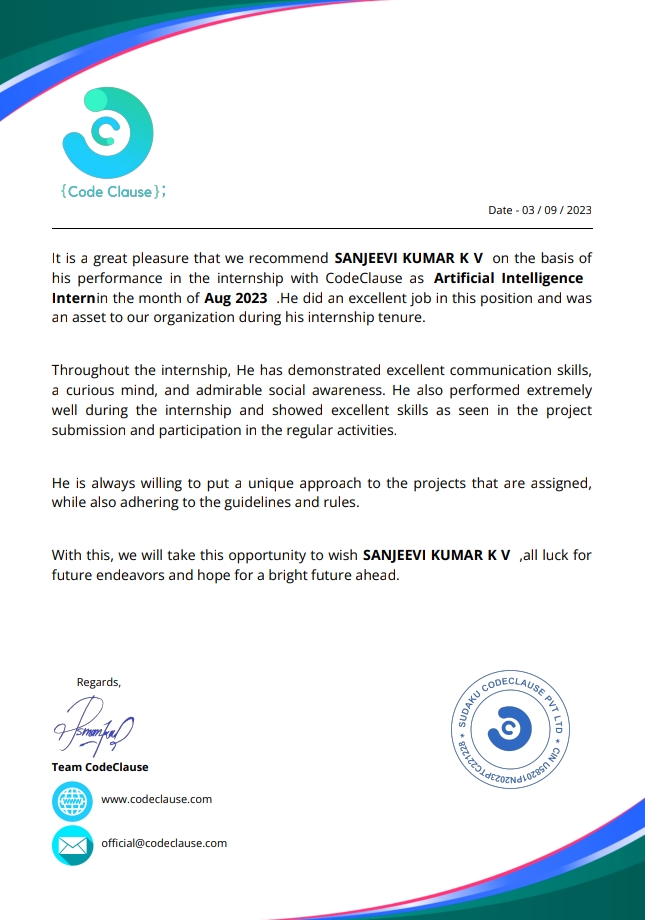 {Code Clause};
Date - 03 / 09 / 2023
It is a great pleasure that we recommend SANJEEVI KUMAR K V on the basis of
his performance in the internship with CodeClause as Artificial Intelligence
Internin the month of Aug 2023 .He did an excellent job in this position and was
an asset to our organization during his internship tenure.
Throughout the internship, He has demonstrated excellent communication skills,
a curious mind, and admirable social awareness. He also performed extremely
well during the internship and showed excellent skills as seen in the project
submission and participation in the regular activities.
He is always willing to put a unique approach to the projects that are assigned,
while also adhering to the guidelines and rules.
With this, we will take this opportunity to wish SANJEEVI KUMAR K V ,all luck for
future endeavors and hope for a bright future ahead.
Regards,
Team CodeClause
WWW
www.codeclause.com
official@codeclause.com
★ SUDAKU CODECLAUSE PVT LTD ★
CIN U58201PN2023PTC221228